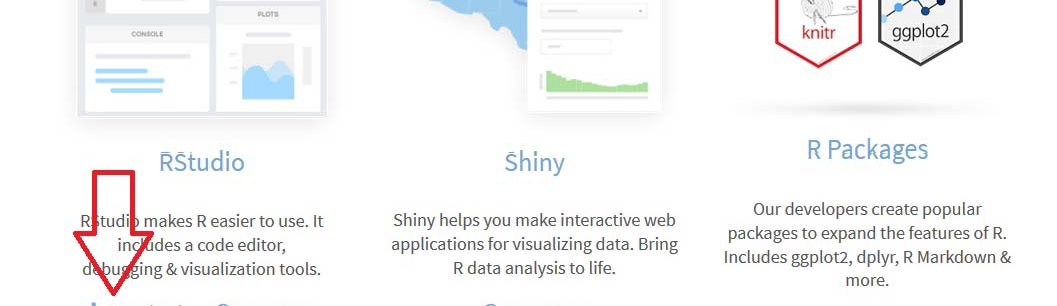 PLOTS
CONSOLE
knitr
ggplot2
RStudio
Shiny
R Packages
RStudio makes R easier to use. It
includes a code editor,
debugging & visualization tools.
Shiny helps you make interactive web
applications for visualizing data. Bring
R data analysis to life.
Our developers create popular
packages to expand the features of R.
Includes ggplot2, dplyr, R Markdown &
more.